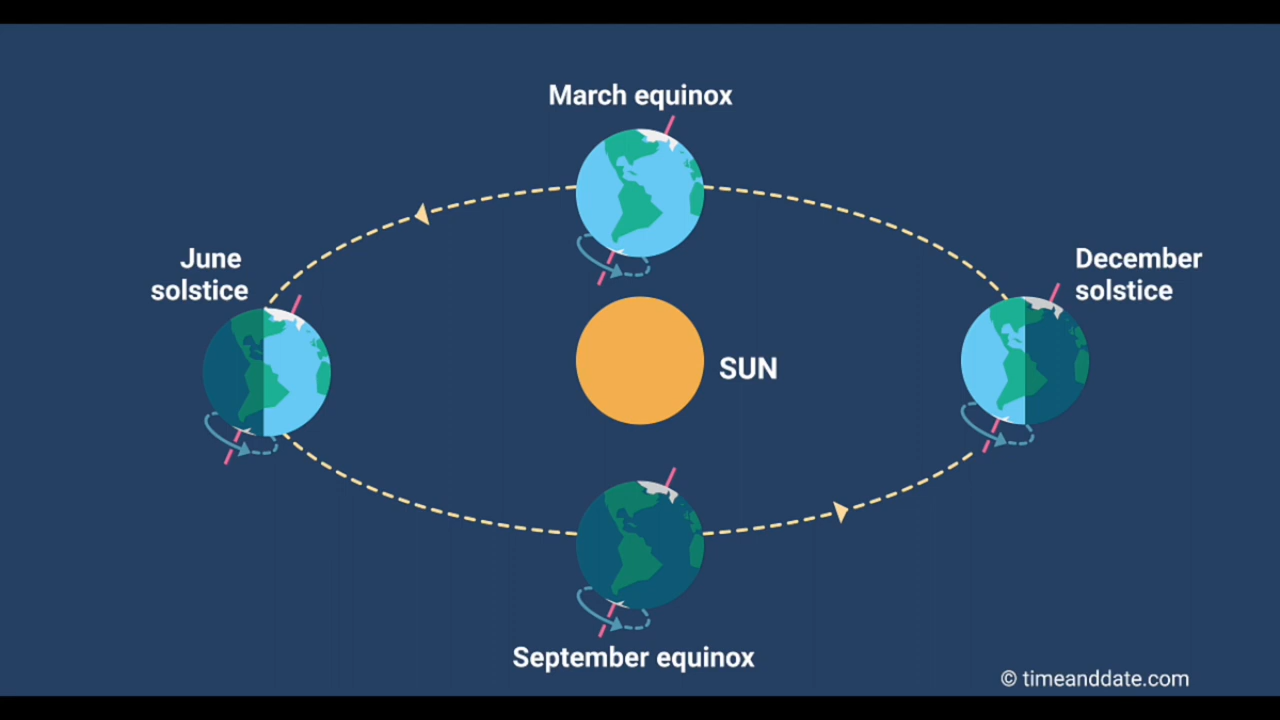 March equinox
June
solstice
December
solstice
SUN
September equinox
© timeanddate.com